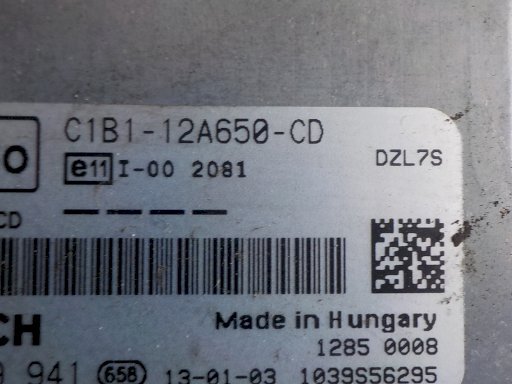 C1B1-12A650-CD
e11 I-00 2081
DZL7S
CD
Made in Hungary
1285 0008
941 658 13-01-03 1039S56295